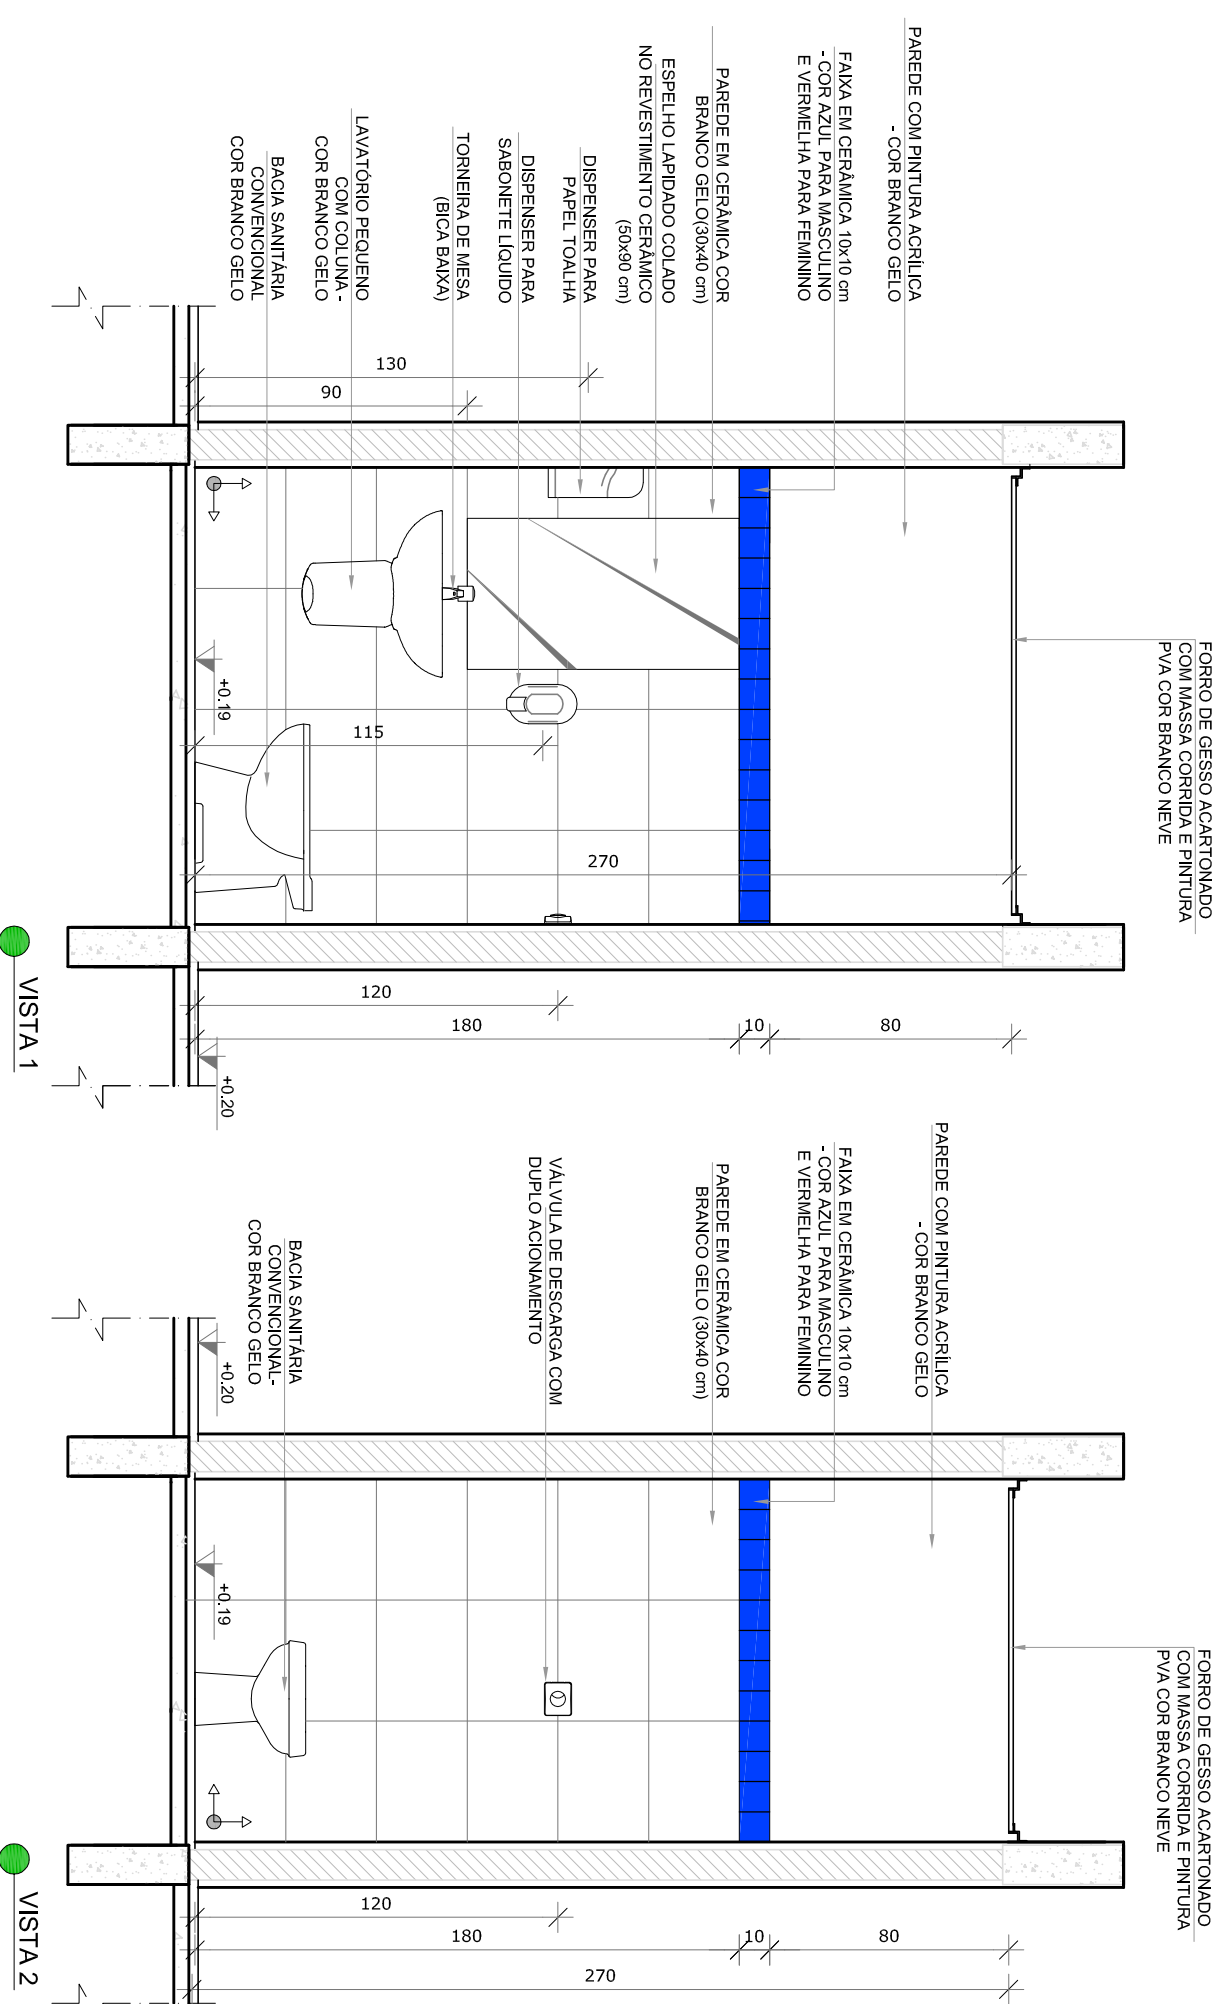 PAREDE COM PINTURA ACRÍLICA
- COR BRANCO GELO
FAIXA EM CERÂMICA 10x10 cm
- COR AZUL PARA MASCULINO
E VERMELHA PARA FEMININO
PAREDE EM CERÂMICA COR
BRANCO GELO(30x40 cm)
ESPELHO LAPIDADO COLADO
NO REVESTIMENTO CERÂMICO
(50x90 cm)
DISPENSER PARA
PAPEL TOALHA
DISPENSER PARA
SABONETE LÍQUIDO
TORNEIRA DE MESA
(BICA BAIXA)
LAVATÓRIO PEQUENO
COM COLUNA -
COR BRANCO GELO
BACIA SANITÁRIA
CONVENCIONAL
COR BRANCO GELO
130
90
FORRO DE GESSO ACARTONADO
COM MASSA CORRIDA E PINTURA
PVA COR BRANCO NEVE
+0.19
115
270
120
180
10
80
+0.20
VISTA 1
PAREDE COM PINTURA ACRÍLICA
- COR BRANCO GELO
FAIXA EM CERÂMICA 10x10 cm
- COR AZUL PARA MASCULINO
E VERMELHA PARA FEMININO
PAREDE EM CERÂMICA COR
BRANCO GELO (30x40 cm)
VÁLVULA DE DESCARGA COM
DUPLO ACIONAMENTO
BACIA SANITÁRIA
CONVENCIONAL-
COR BRANCO GELO
+0.20
+0.19
FORRO DE GESSO ACARTONADO
COM MASSA CORRIDA E PINTURA
PVA COR BRANCO NEVE
120
180
10
80
270
VISTA 2